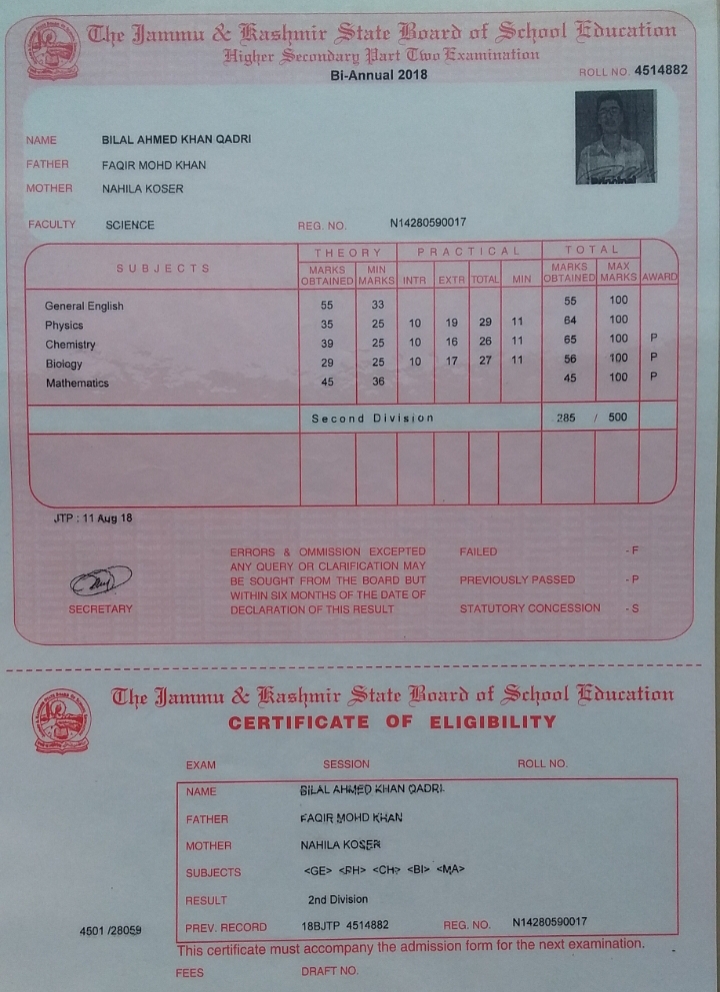 The Jammu & Kashmir State Board of School Education
Higher Secondary Part Two Examination
Bi-Annual 2018
ROLL NO. 4514882
NAME BILAL AHMED KHAN QADRI
FATHER FAQIR MOHD KHAN
MOTHER NAHILA KOSER
FACULTY SCIENCE REG. NO. N14280590017
SUBJECTS THEORY PRACTICAL TOTAL
MARKS OBTAINED MIN MARKS INTR EXTR TOTAL MIN MARKS OBTAINED MAX MARKS AWARD
General English 55 33 55 100
Physics 35 25 10 19 29 11 64 100
Chemistry 39 25 10 16 26 11 65 100 P
Biology 29 25 10 17 27 11 56 100 P
Mathematics 45 36 45 100 P
Second Division 285 / 500
JTP : 11 Aug 18
SECRETARY
ERRORS & OMMISSION EXCEPTED
ANY QUERY OR CLARIFICATION MAY
BE SOUGHT FROM THE BOARD BUT
WITHIN SIX MONTHS OF THE DATE OF
DECLARATION OF THIS RESULT
FAILED - F
PREVIOUSLY PASSED - P
STATUTORY CONCESSION - S
The Jammu & Kashmir State Board of School Education
CERTIFICATE OF ELIGIBILITY
EXAM SESSION ROLL NO.
NAME BILAL AHMED KHAN QADRI
FATHER FAQIR MOHD KHAN
MOTHER NAHILA KOSER
SUBJECTS <GE> <PH> <CH> <BI> <MA>
RESULT 2nd Division
4501 /28059 PREV. RECORD 18BJTP 4514882 REG. NO. N14280590017
This certificate must accompany the admission form for the next examination.
FEES DRAFT NO.